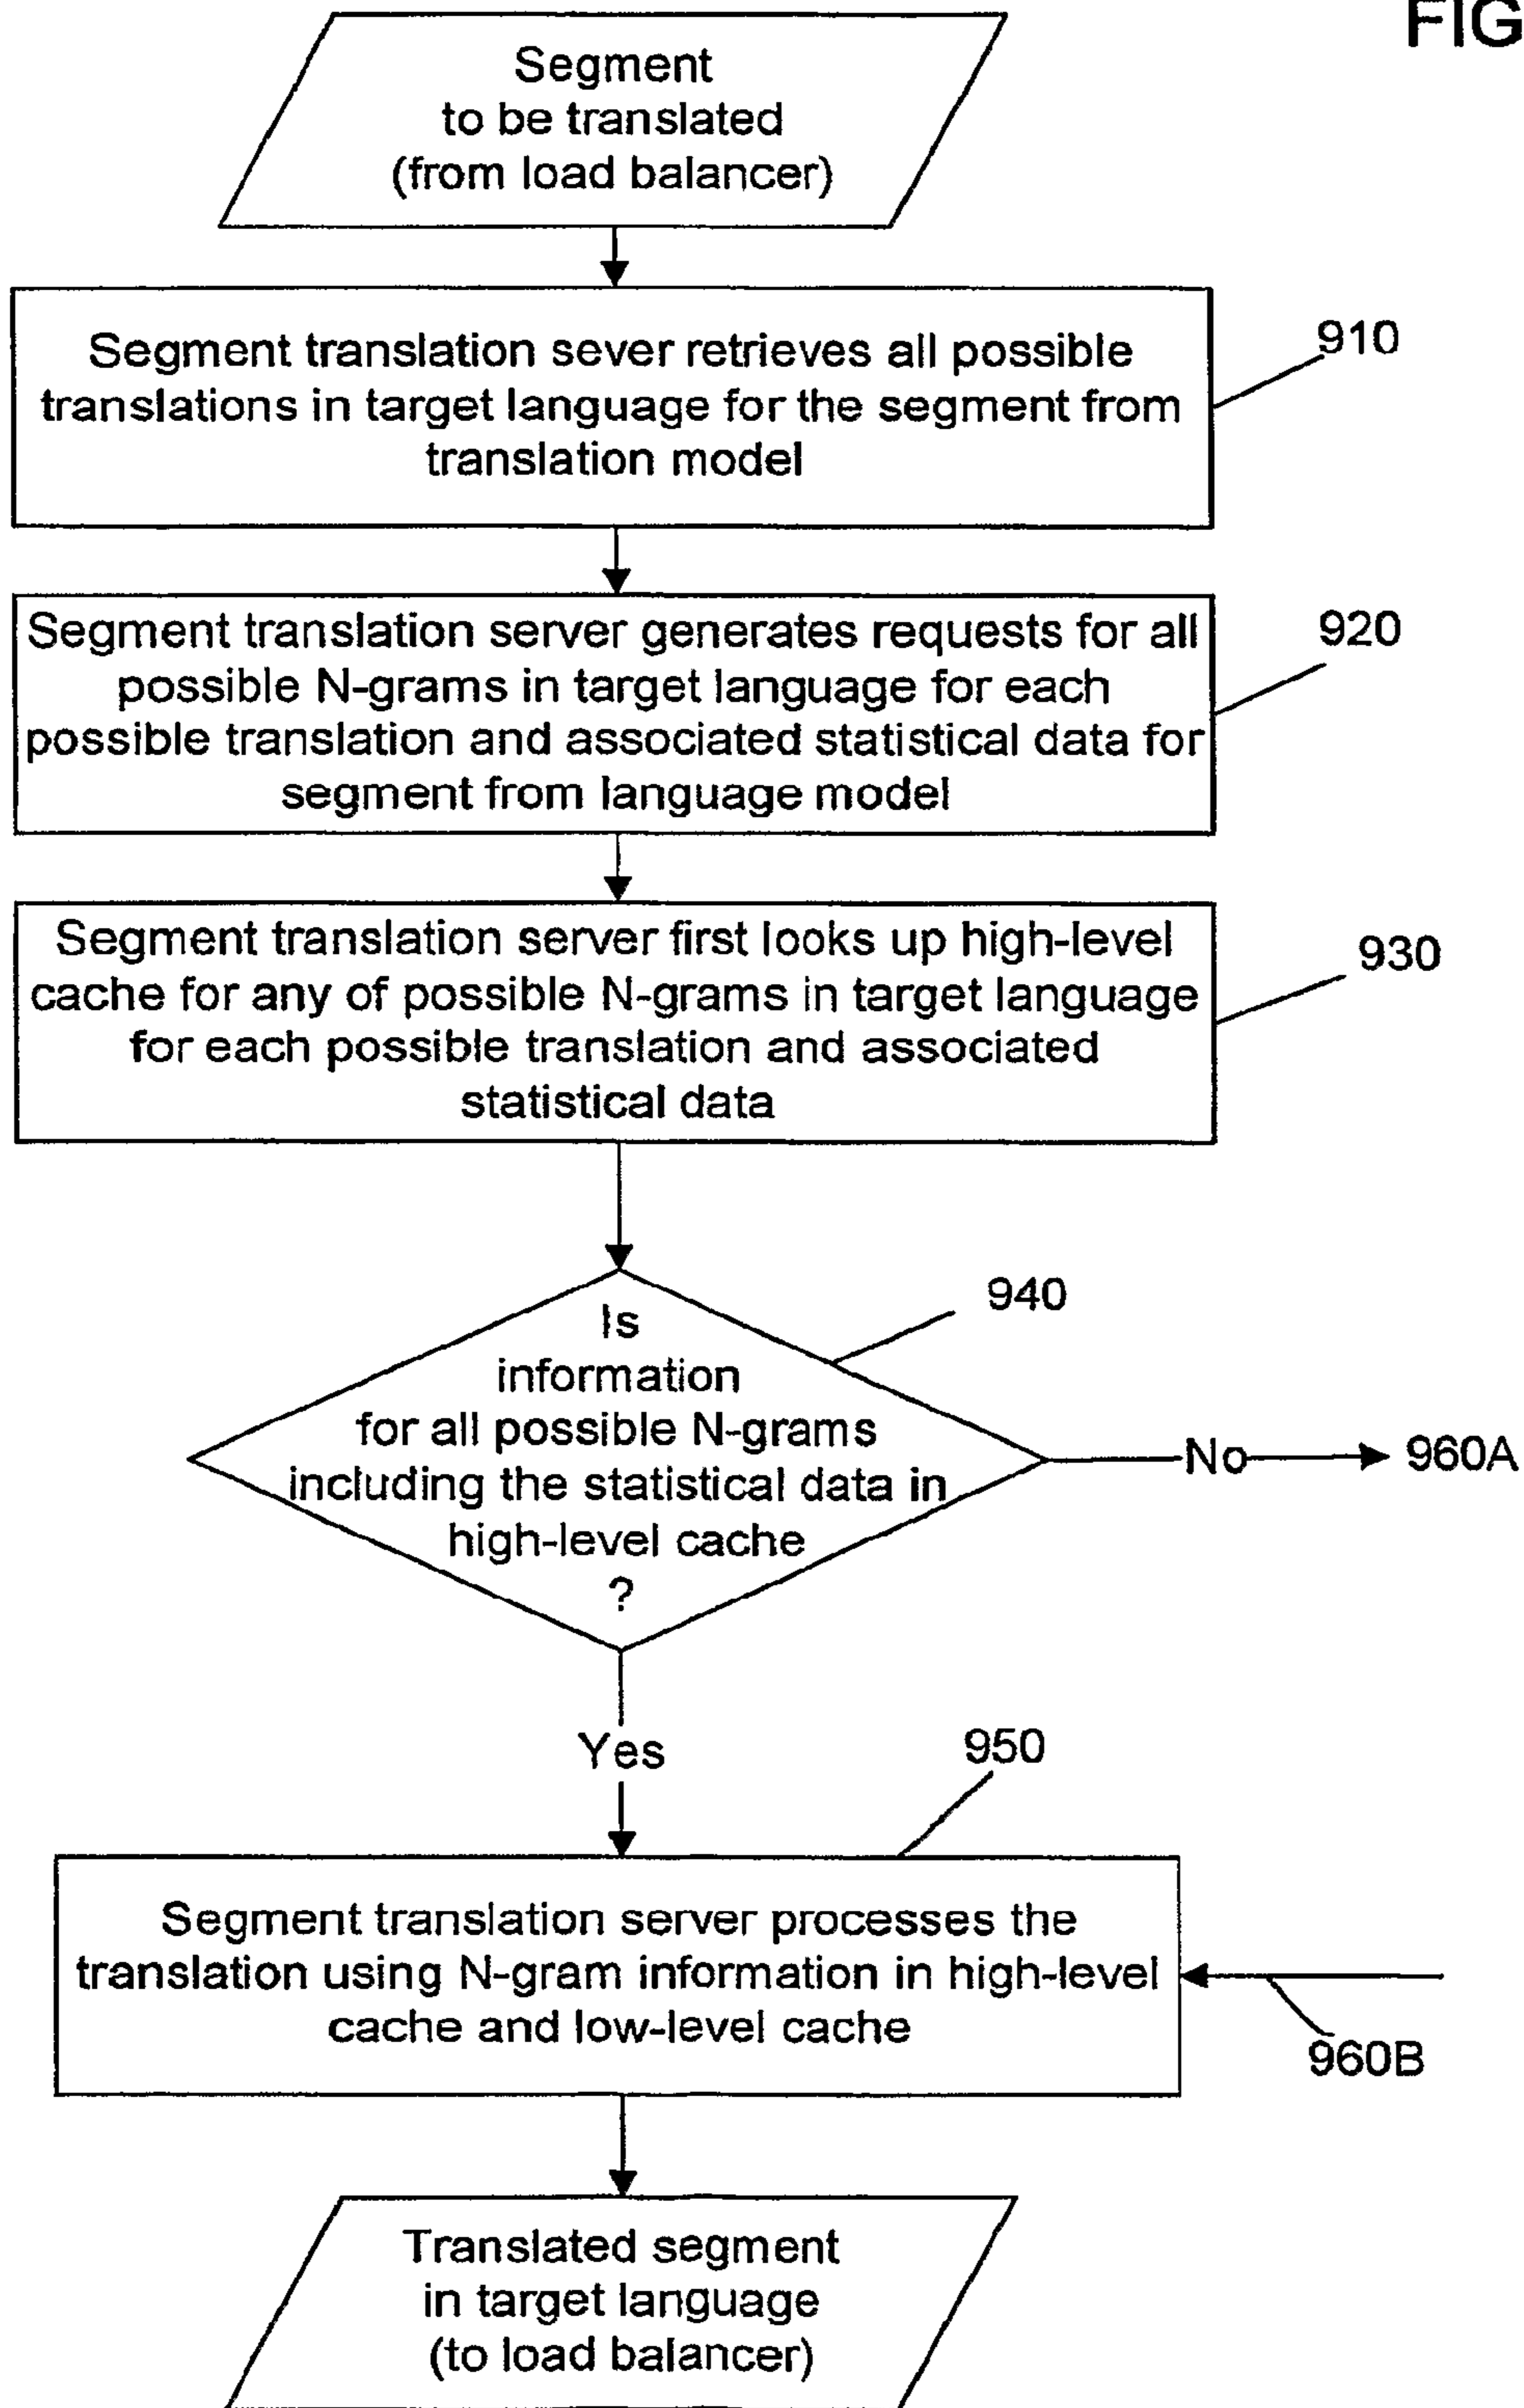 FIG
Segment
to be translated
(from load balancer)
Segment translation sever retrieves all possible
translations in target language for the segment from
translation model
910
Segment translation server generates requests for all
possible N-grams in target language for each
possible translation and associated statistical data for
segment from language model
920
Segment translation server first looks up high-level
cache for any of possible N-grams in target language
for each possible translation and associated
statistical data
930
940
Is
information
for all possible N-grams
including the statistical data in
high-level cache
?
No
960A
Yes
950
Segment translation server processes the
translation using N-gram information in high-level
cache and low-level cache
960B
Translated segment
in target language
(to load balancer)